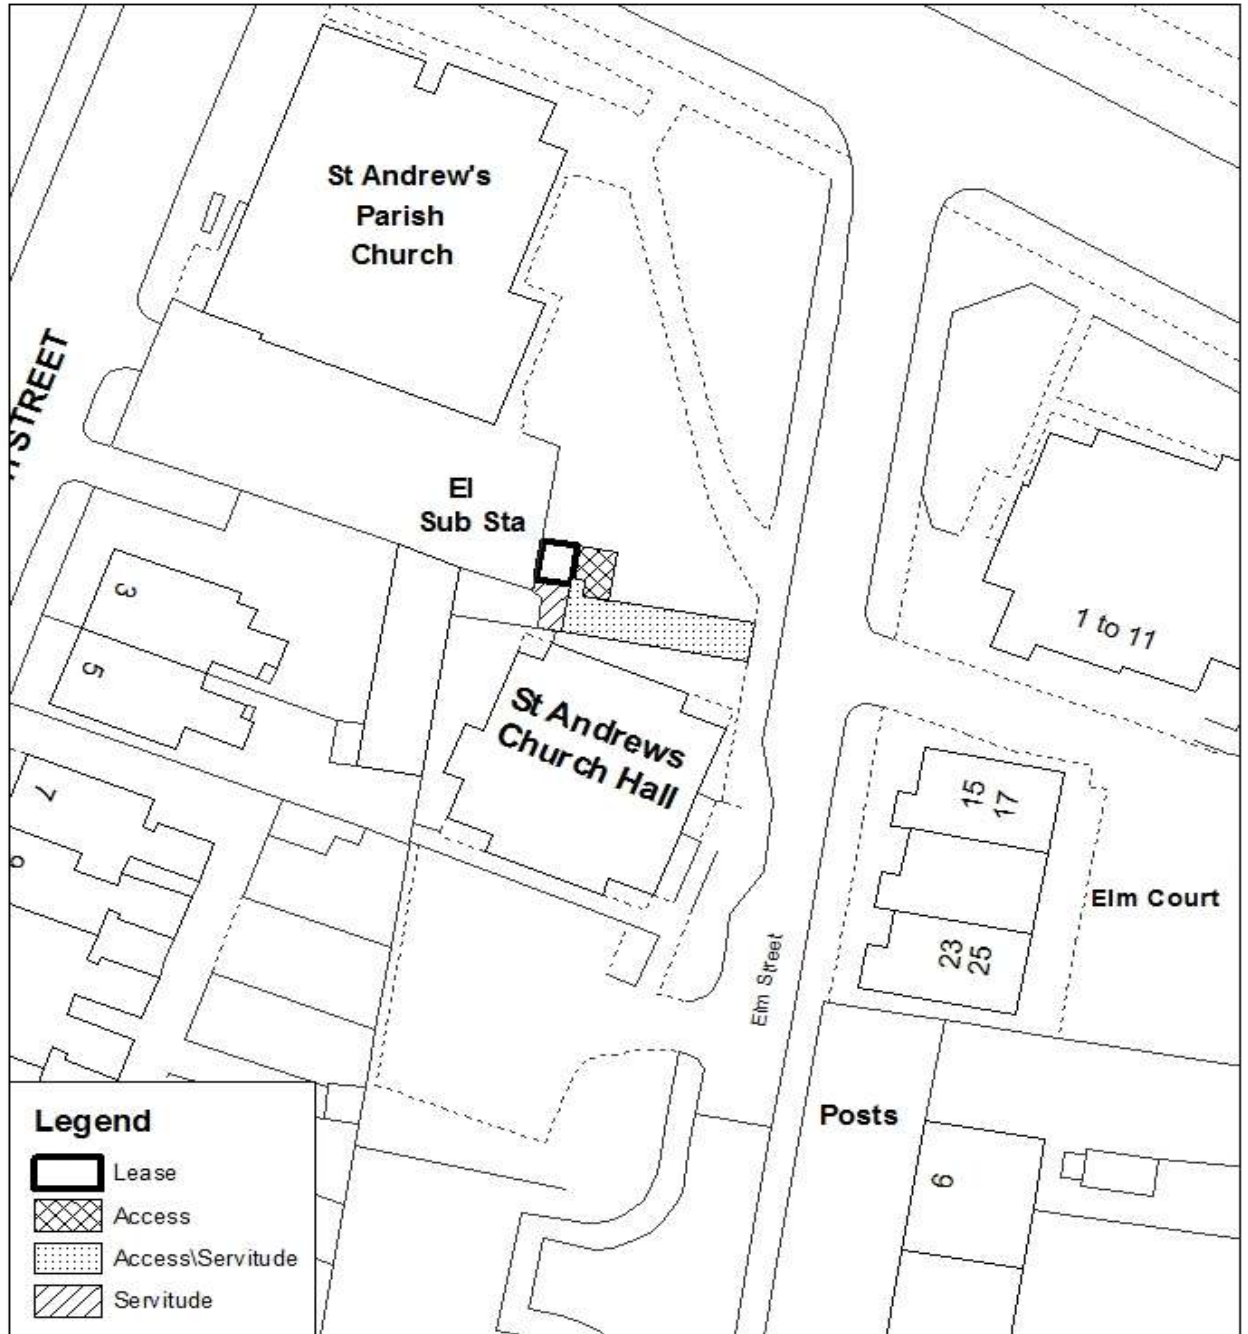 St Andrew's
Parish
Church
STREET
El
Sub Sta
3
5
7
9
St Andrews
Church Hall
1 to 11
15
17
23
25
Elm Court
Elm Street
Posts
6
Legend
Lease
Access
Access\Servitude
Servitude